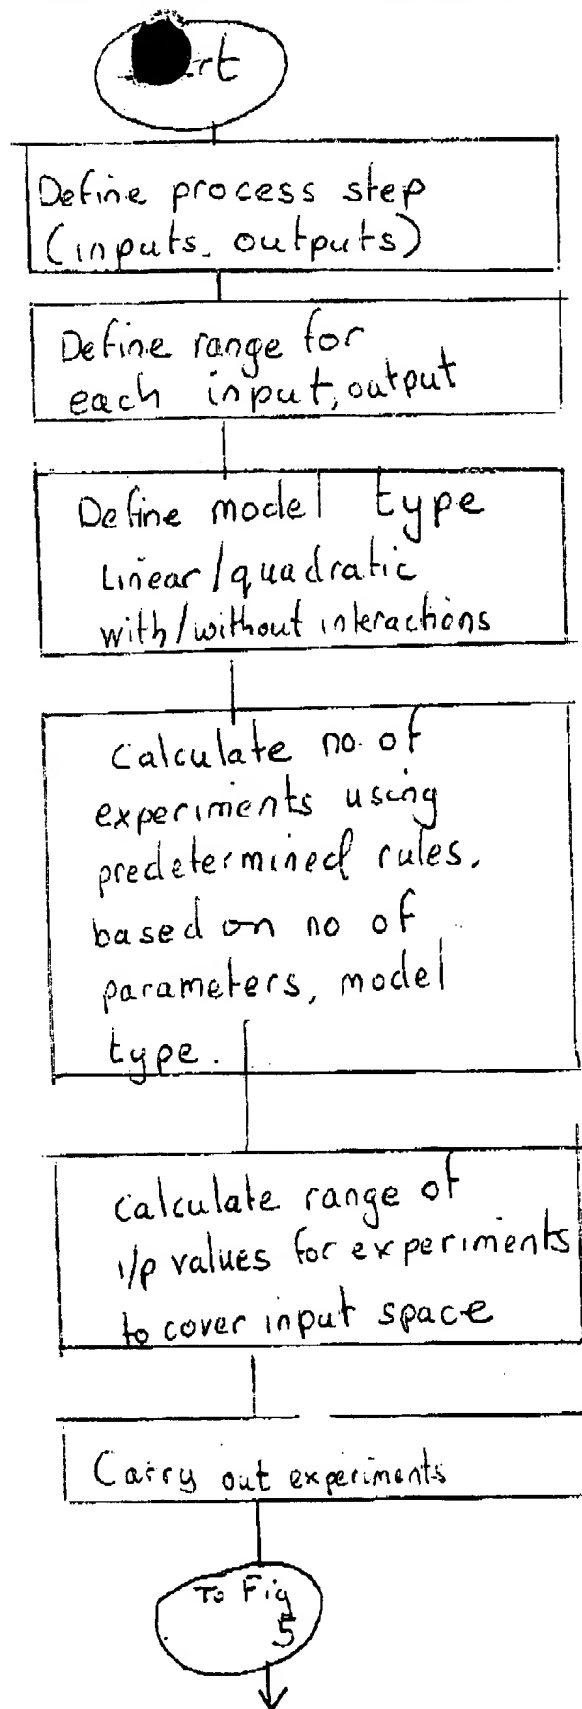 Define process step
(inputs, outputs)
Define range for
each input, output
Define model type
Linear/quadratic
with/without interactions
Calculate no. of
experiments using
predetermined rules,
based on no of
parameters, model
type.
Calculate range of
i/p values for experiments
to cover input space
Carry out experiments
To Fig
5